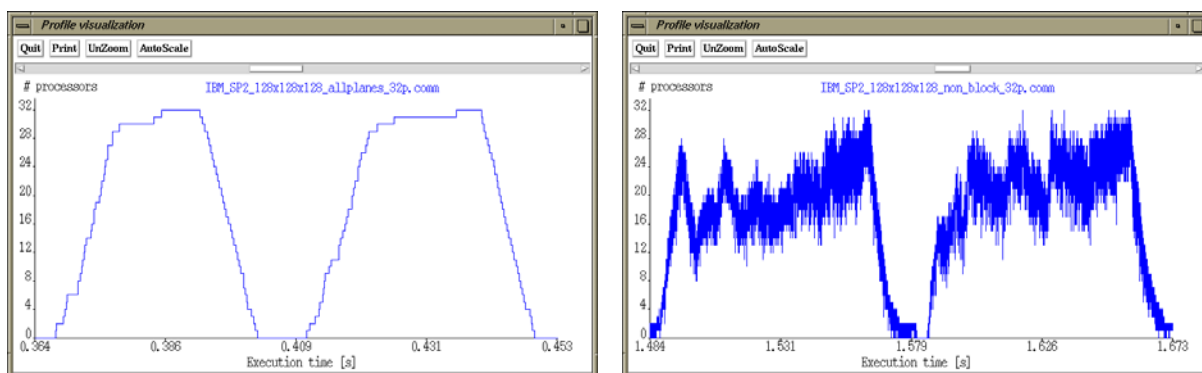 Profile visualization
Quit Print UnZoom AutoScale
# processors
IBM_SP2_128x128x128_allplanes_32p.comm
32
28
24
20
16
12
8
4
0
0.364 0.386 0.409 0.431 0.453
Execution time [s]
Profile visualization
Quit Print UnZoom AutoScale
# processors
IBM_SP2_128x128x128_non_block_32p.comm
32
28
24
20
16
12
8
4
0
1.484 1.531 1.579 1.626 1.673
Execution time [s]